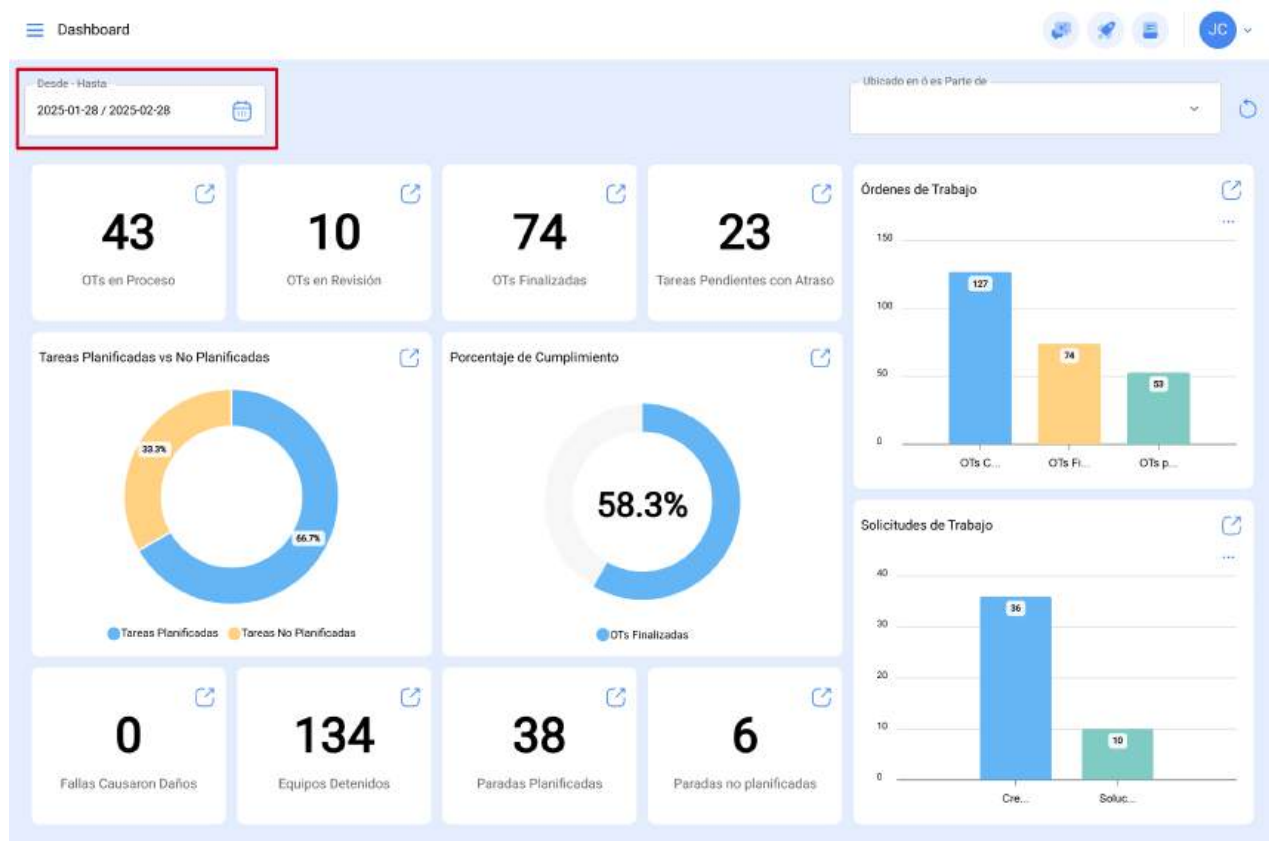 Dashboard
JC
Desde - Hasta
2025-01-28 / 2025-02-28
Ubicado en ó es Parte de
43
OTs en Proceso
10
OTs en Revisión
74
OTs Finalizadas
23
Tareas Pendientes con Atraso
Órdenes de Trabajo
...
150
100
50
0
127
74
53
OTs C...
OTs Fi...
OTs p...
Tareas Planificadas vs No Planificadas
33.3%
66.7%
Tareas Planificadas
Tareas No Planificadas
Porcentaje de Cumplimiento
58.3%
OTs Finalizadas
Solicitudes de Trabajo
...
40
30
20
10
0
36
10
Cre...
Soluc...
0
Fallas Causaron Daños
134
Equipos Detenidos
38
Paradas Planificadas
6
Paradas no planificadas